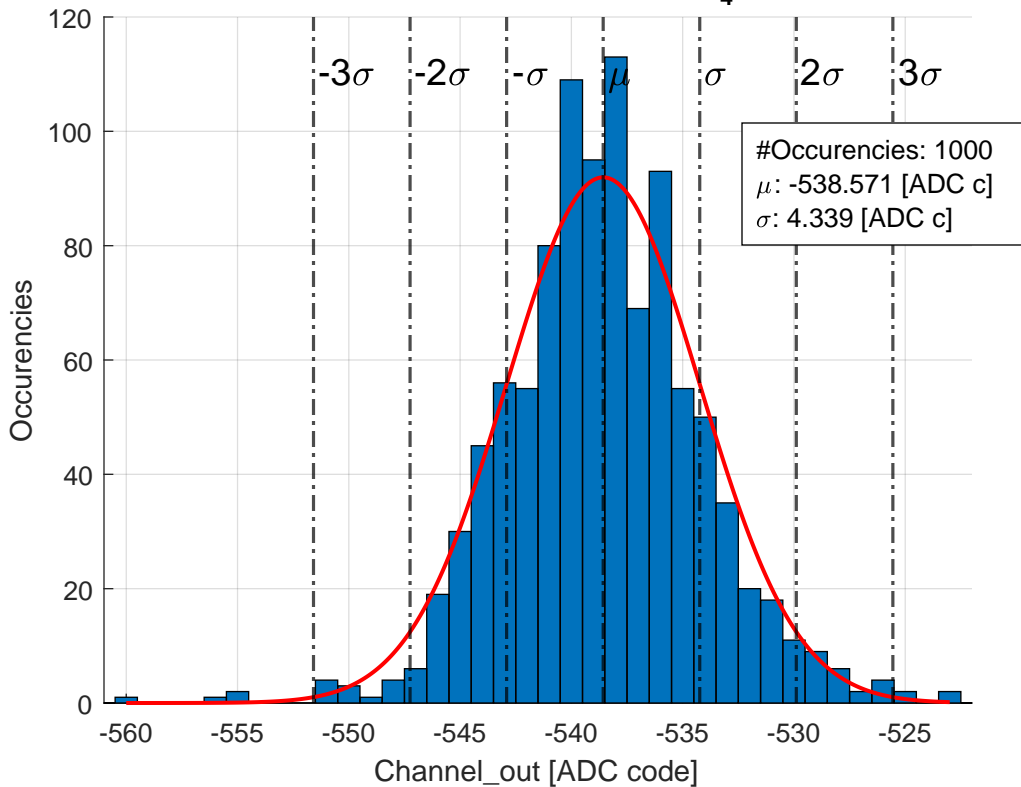 4
120
100
80
60
40
20
0
-3σ
-2σ
-σ
μ
σ
2σ
3σ
#Occurencies: 1000
μ: -538.571 [ADC c]
σ: 4.339 [ADC c]
Occurencies
-560
-555
-550
-545
-540
-535
-530
-525
Channel_out [ADC code]